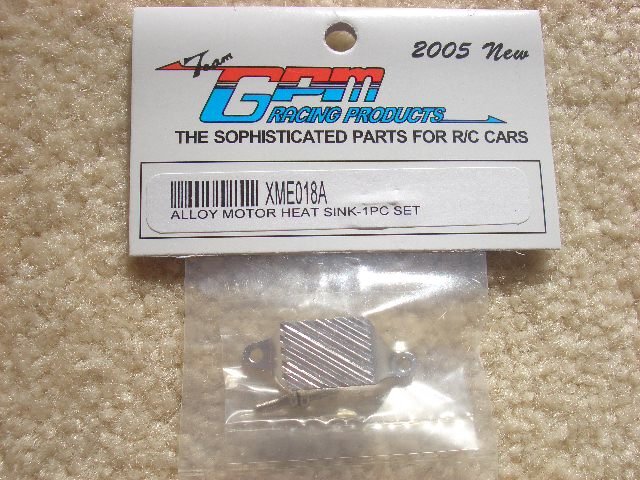 Team
2005 New
GPM
RACING PRODUCTS
THE SOPHISTICATED PARTS FOR R/C CARS
XME018A
ALLOY MOTOR HEAT SINK-1PC SET